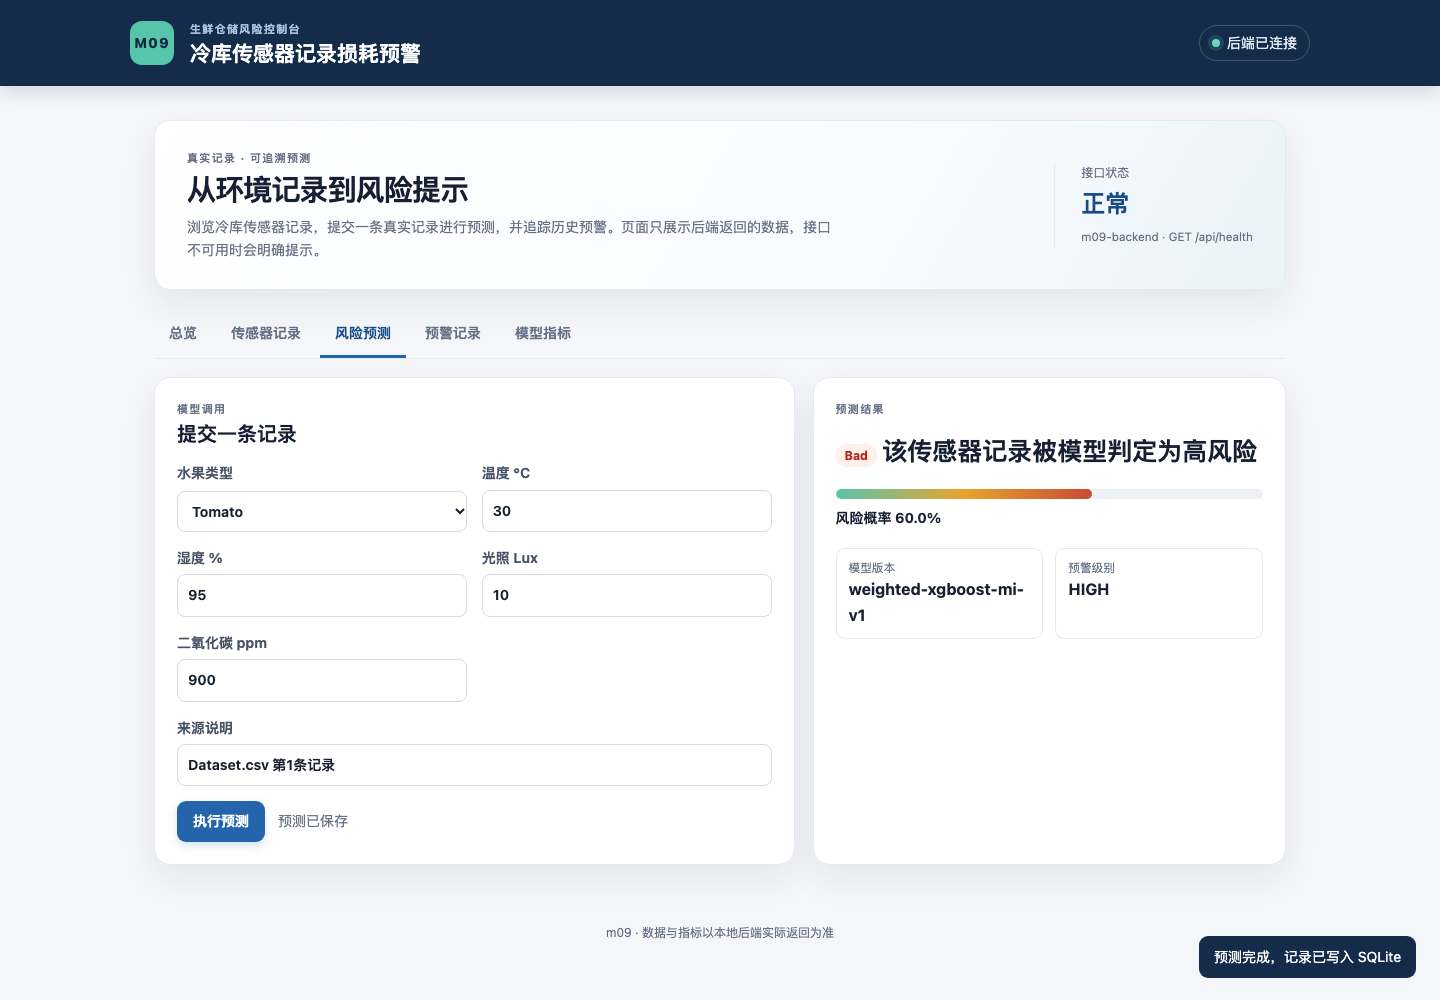 M09
生鲜仓储风险控制台
冷库传感器记录损耗预警
后端已连接
真实记录 · 可追溯预测
从环境记录到风险提示
浏览冷库传感器记录，提交一条真实记录进行预测，并追踪历史预警。页面只展示后端返回的数据，接口
不可用时会明确提示。
接口状态
正常
m09-backend · GET /api/health
总览
传感器记录
风险预测
预警记录
模型指标
模型调用
提交一条记录
水果类型
Tomato
温度 °C
30
湿度 %
95
光照 Lux
10
二氧化碳 ppm
900
来源说明
Dataset.csv 第1条记录
执行预测
预测已保存
预测结果
Bad 该传感器记录被模型判定为高风险
风险概率 60.0%
模型版本
weighted-xgboost-mi-
v1
预警级别
HIGH
m09 · 数据与指标以本地后端实际返回为准
预测完成，记录已写入 SQLite